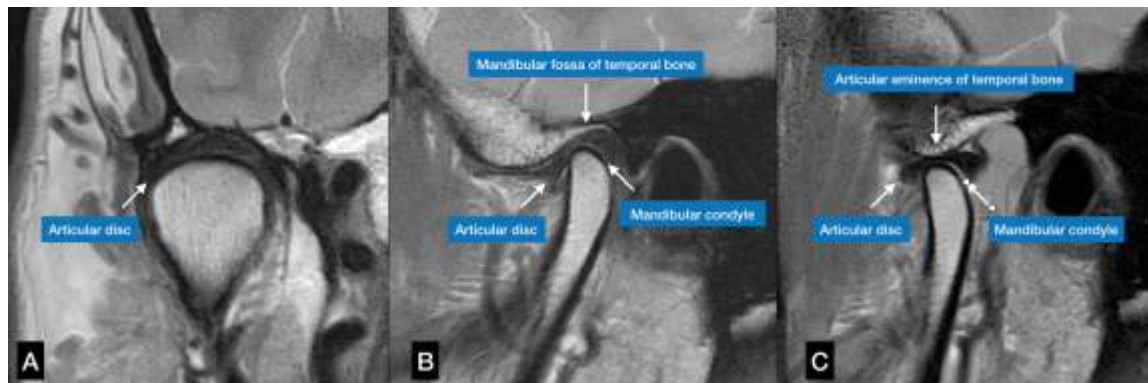 Articular disc
A
Mandibular fossa of temporal bone
Articular disc
Mandibular condyle
B
Articular eminence of temporal bone
Articular disc
Mandibular condyle
C